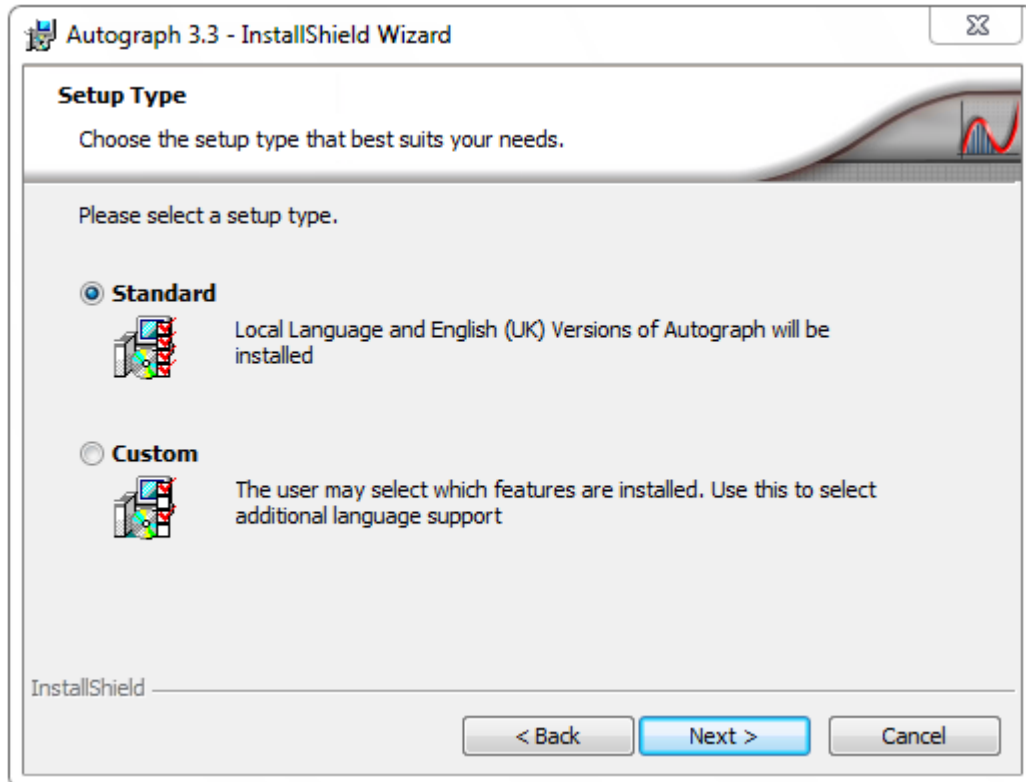 Autograph 3.3 - InstallShield Wizard
Setup Type
Choose the setup type that best suits your needs.
Please select a setup type.
Standard
Local Language and English (UK) Versions of Autograph will be
installed
Custom
The user may select which features are installed. Use this to select
additional language support
InstallShield
< Back
Next >
Cancel